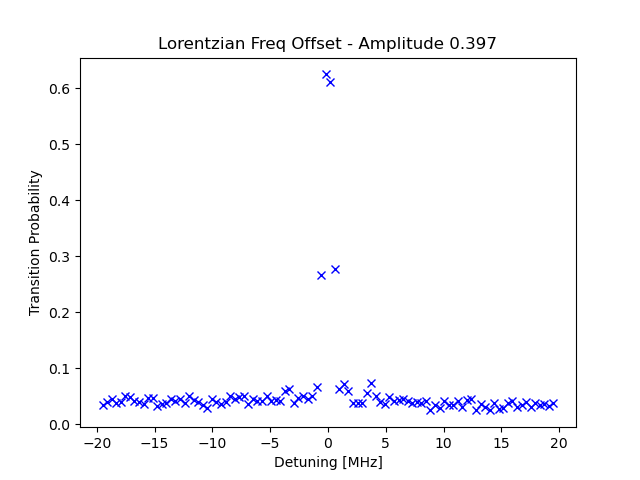 Lorentzian Freq Offset - Amplitude 0.397
Transition Probability
0.6
0.5
0.4
0.3
0.2
0.1
0.0
−20 −15 −10 −5 0 5 10 15 20
Detuning [MHz]